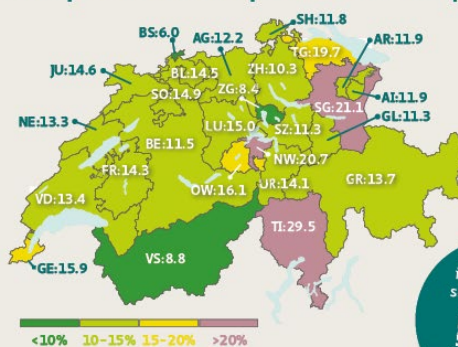 SH:11.8
BS:6.0
AG:12.2
AR:11.9
TG:19.7
JU:14.6
BL:14.5
ZH:10.3
SO:14.9
ZG:8.4
AI:11.9
SG:21.1
GL:11.3
NE:13.3
LU:15.0
SZ:11.3
BE:11.5
NW:20.7
FR:14.3
OW:16.1
UR:14.1
GR:13.7
VD:13.4
TI:29.5
VS:8.8
GE:15.9
<10% 10–15% 15–20% >20%